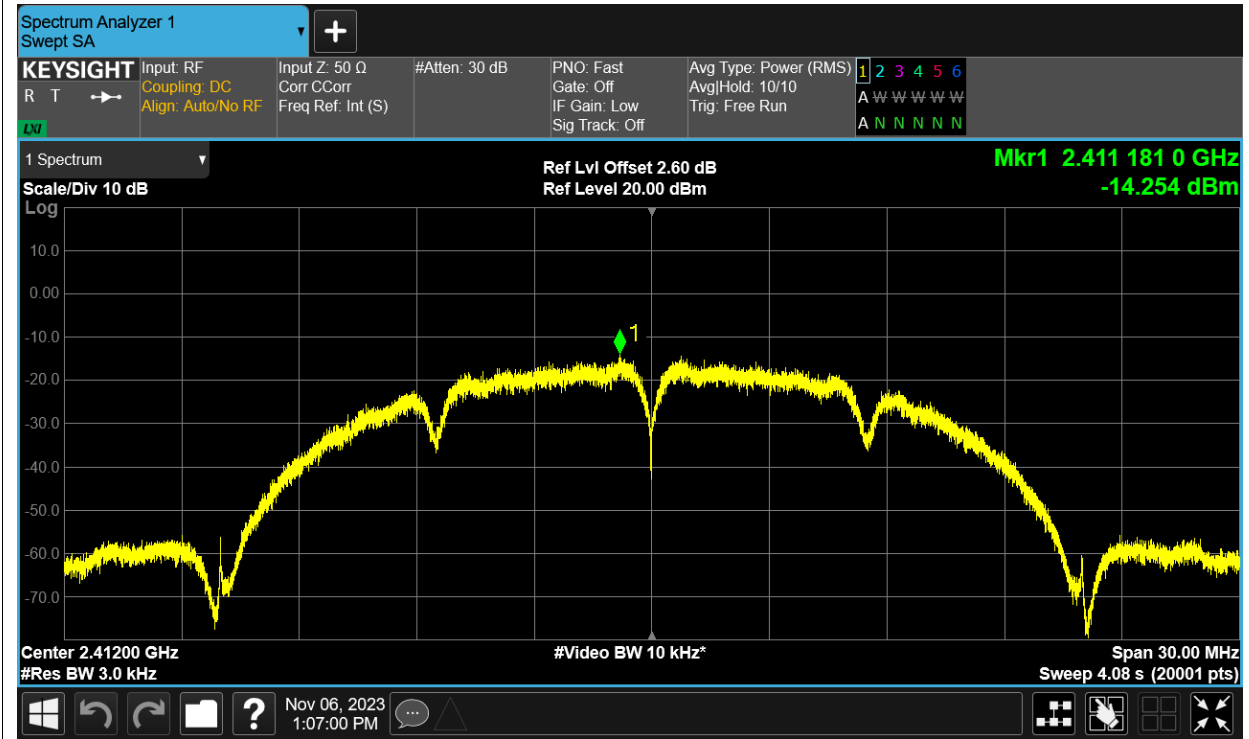 Spectrum Analyzer 1
Swept SA
KEYSIGHT
R T
LXI
Input: RF
Coupling: DC
Align: Auto/No RF
Input Z: 50 Ω
Corr CCorr
Freq Ref: Int (S)
#Atten: 30 dB
PNO: Fast
Gate: Off
IF Gain: Low
Sig Track: Off
Avg Type: Power (RMS)
Avg|Hold: 10/10
Trig: Free Run
1 2 3 4 5 6
A W W W W W
A N N N N N
1 Spectrum
Scale/Div 10 dB
Log
Ref Lvl Offset 2.60 dB
Ref Level 20.00 dBm
Mkr1 2.411 181 0 GHz
-14.254 dBm
10.0
0.00
-10.0
-20.0
-30.0
-40.0
-50.0
-60.0
-70.0
1
Center 2.41200 GHz
#Res BW 3.0 kHz
#Video BW 10 kHz*
Span 30.00 MHz
Sweep 4.08 s (20001 pts)
?
Nov 06, 2023
1:07:00 PM